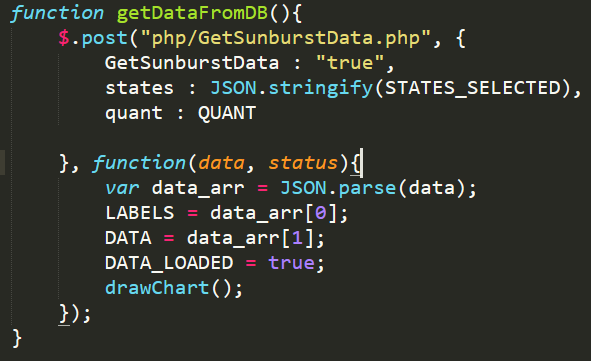 function getDataFromDB(){
    $.post("php/GetSunburstData.php", {
        GetSunburstData : "true",
        states : JSON.stringify(STATES_SELECTED),
        quant : QUANT

    }, function(data, status){
        var data_arr = JSON.parse(data);
        LABELS = data_arr[0];
        DATA = data_arr[1];
        DATA_LOADED = true;
        drawChart();
    });
}